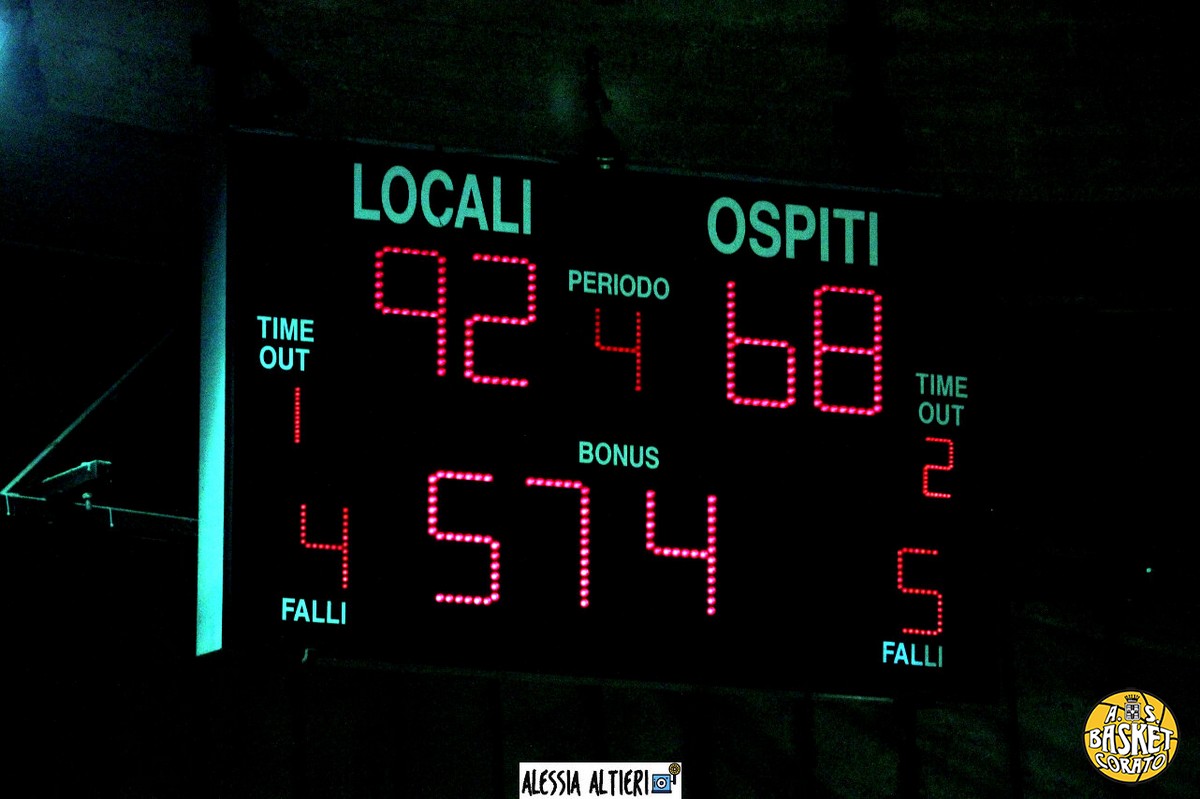 LOCALI
OSPITI
92
PERIODO
4
68
TIME
OUT
1
TIME
OUT
2
BONUS
574
4
FALLI
5
FALLI
ALESSIA ALTIERI
A. S.
BASKET
CORATO